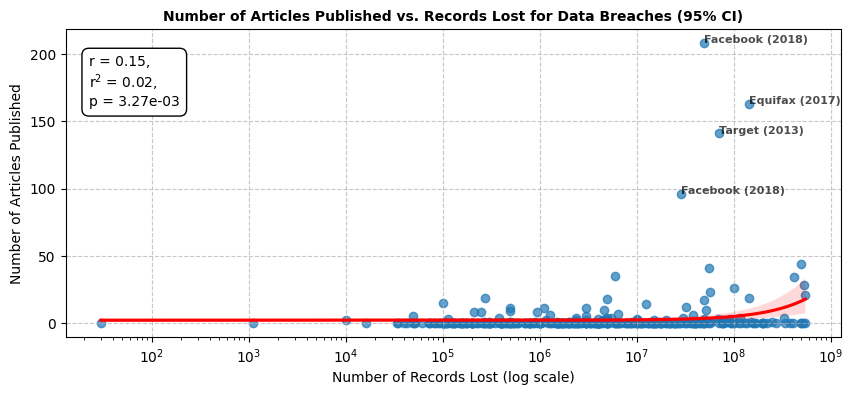 Number of Articles Published vs. Records Lost for Data Breaches (95% CI)
Number of Articles Published
200
150
100
50
0
r = 0.15,
r² = 0.02,
p = 3.27e-03
Facebook (2018)
Equifax (2017)
Target (2013)
Facebook (2018)
10² 10³ 10⁴ 10⁵ 10⁶ 10⁷ 10⁸ 10⁹
Number of Records Lost (log scale)